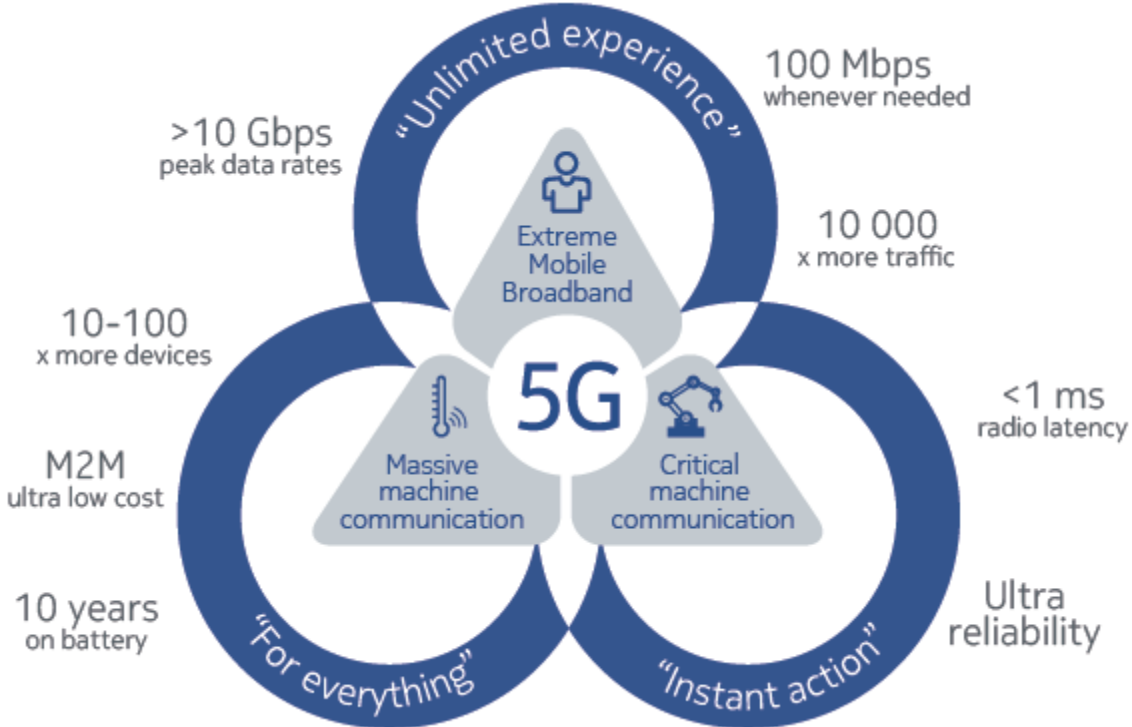 “Unlimited experience”
100 Mbps
whenever needed
>10 Gbps
peak data rates
10 000
x more traffic
Extreme
Mobile
Broadband
10-100
x more devices
5G
<1 ms
radio latency
M2M
ultra low cost
Massive
machine
communication
Critical
machine
communication
10 years
on battery
Ultra
reliability
“For everything”
“Instant action”